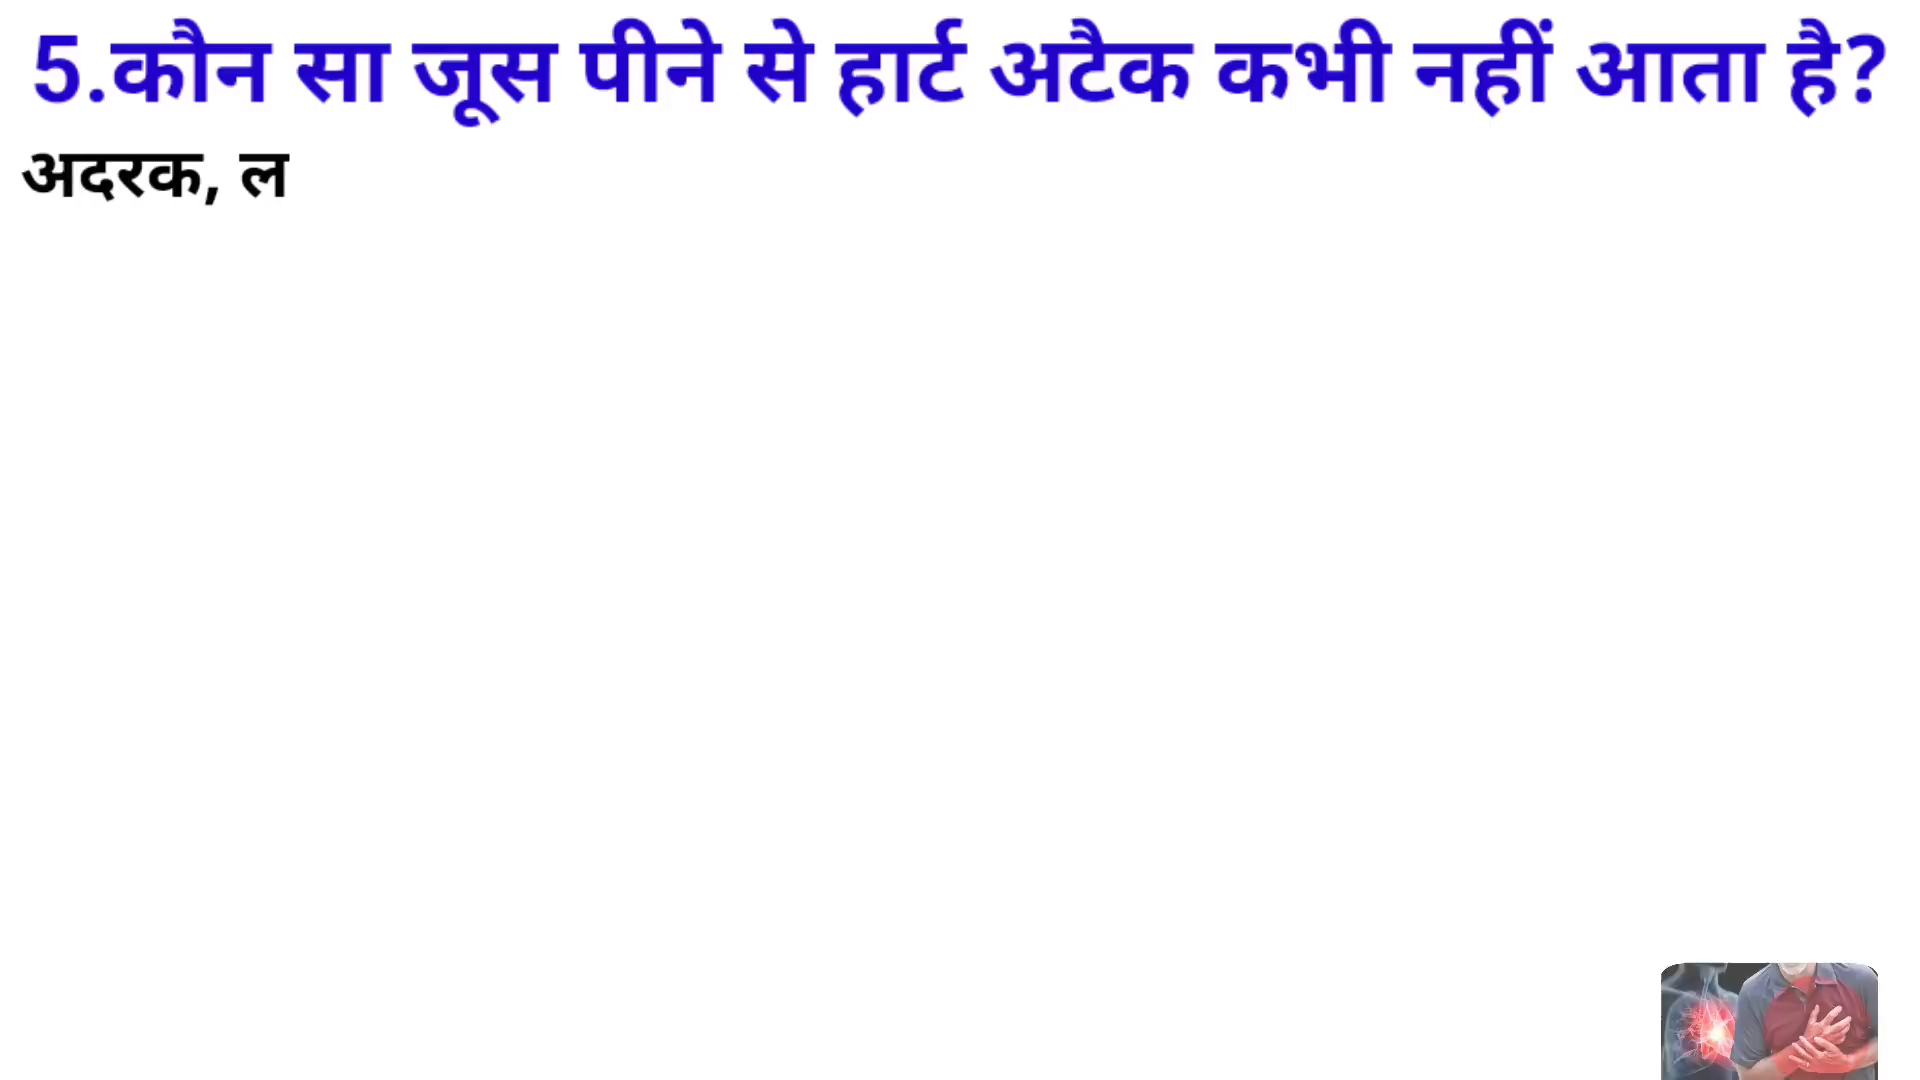 5.कौन सा जूस पीने से हार्ट अटैक कभी नहीं आता है?
अदरक, ल